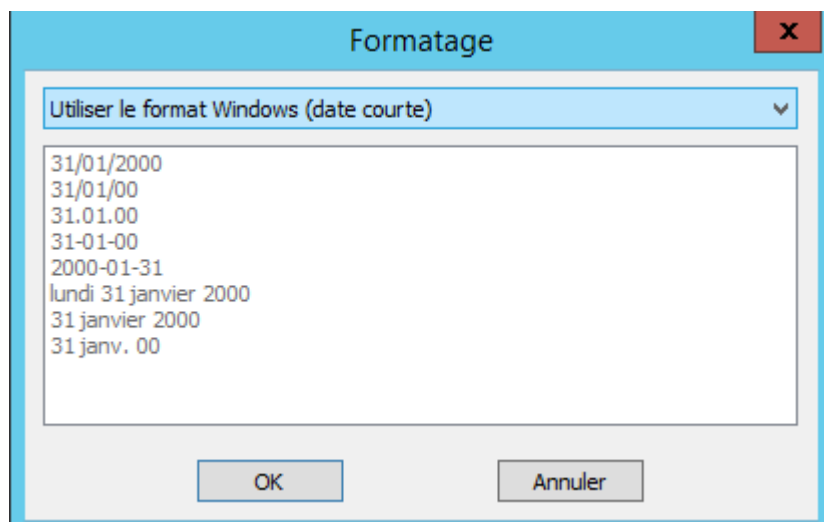 Formatage
x
Utiliser le format Windows (date courte)
31/01/2000
31/01/00
31.01.00
31-01-00
2000-01-31
lundi 31 janvier 2000
31 janvier 2000
31 janv. 00
OK
Annuler